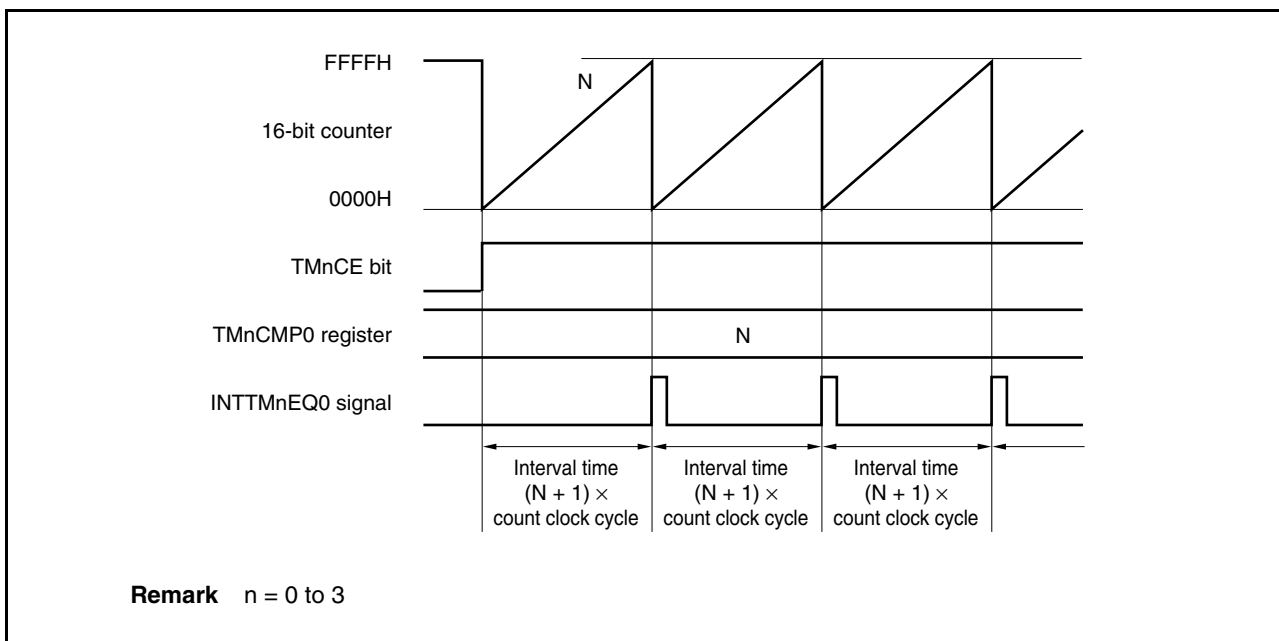 FFFFH
N
16-bit counter
0000H
TMnCE bit
TMnCMP0 register
N
INTTMnEQ0 signal
Interval time
(N + 1) ×
count clock cycle
Interval time
(N + 1) ×
count clock cycle
Interval time
(N + 1) ×
count clock cycle
Remark n = 0 to 3